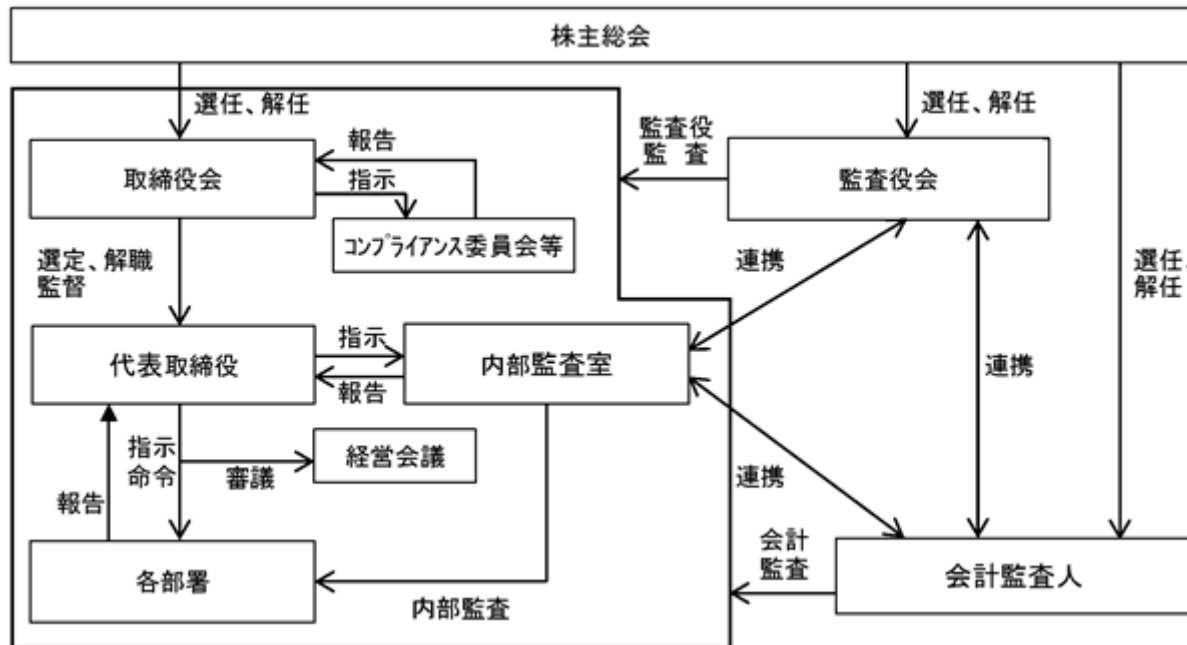 株主総会
選任、解任
選任、解任
取締役会
報告
指示
コンプライアンス委員会等
監査役
監 査
監査役会
選定、解職
監督
連携
選任、
解任
代表取締役
指示
報告
内部監査室
連携
指示
命令
審議
経営会議
報告
連携
各部署
内部監査
会計
監査
会計監査人